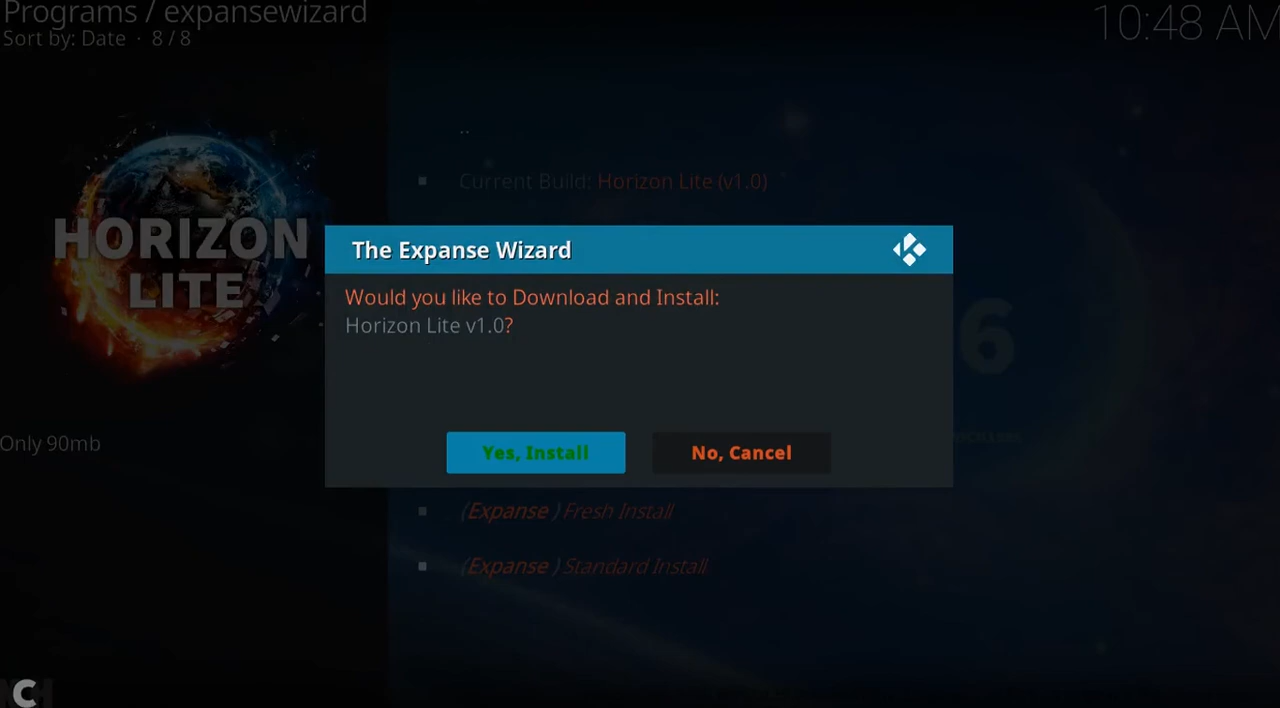 Programs / expansewizard
Sort by: Date · 8 / 8
10:48 AM
..
Current Build: Horizon Lite (v1.0)
HORIZON
LITE
The Expanse Wizard
Would you like to Download and Install:
Horizon Lite v1.0?
6
Only 90mb
Yes, Install
No, Cancel
(Expanse ) Fresh Install
(Expanse ) Standard Install
C